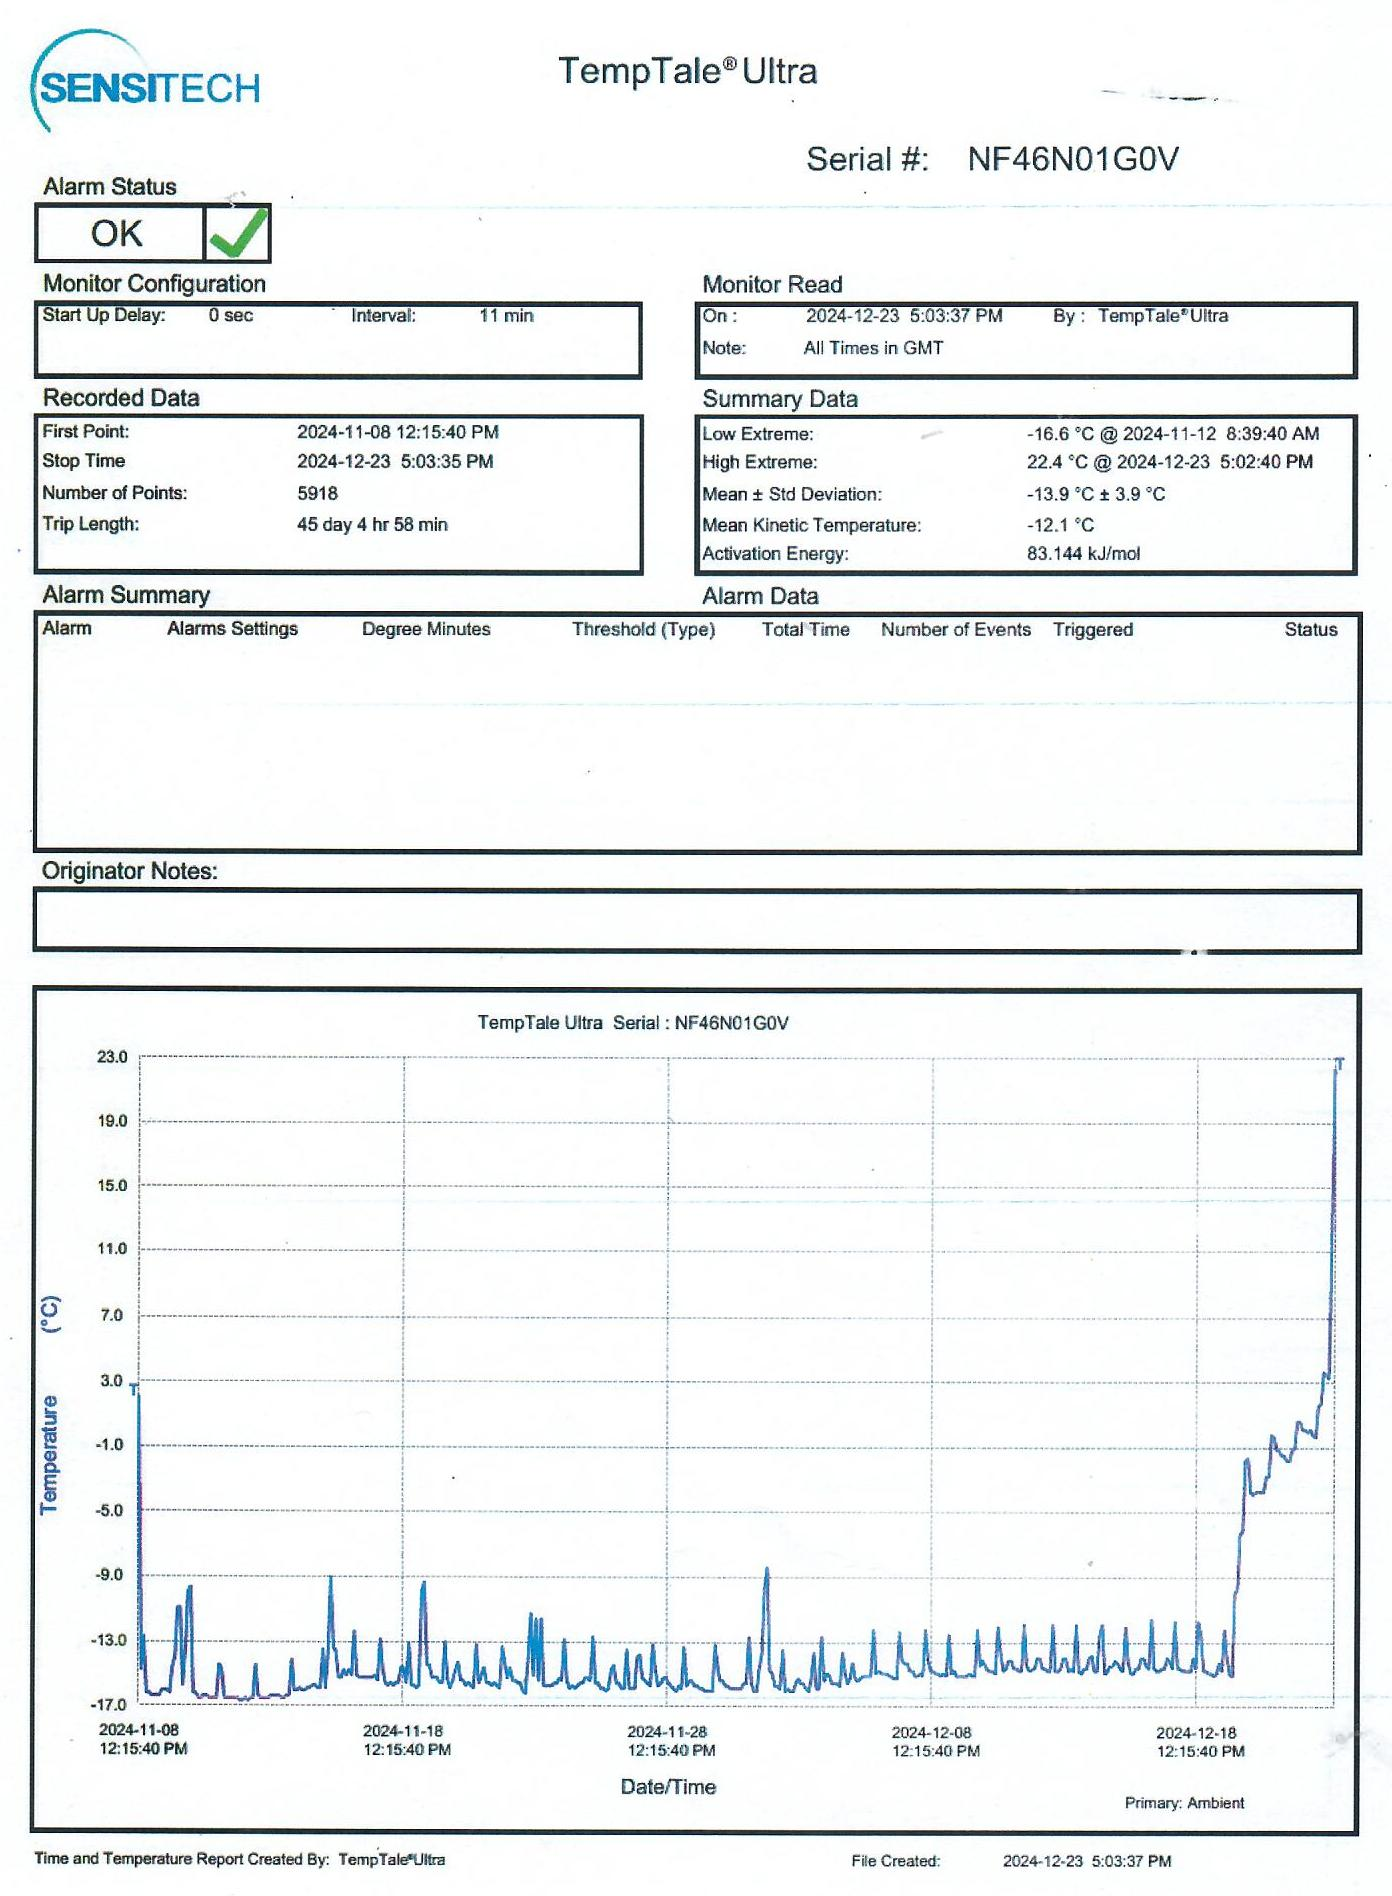 SENSITECH
TempTale® Ultra
Serial #: NF46N01G0V
Alarm Status
OK
Monitor Configuration
Start Up Delay: 0 sec Interval: 11 min
Monitor Read
On : 2024-12-23 5:03:37 PM By : TempTale®Ultra
Note: All Times in GMT
Recorded Data
First Point: 2024-11-08 12:15:40 PM
Stop Time 2024-12-23 5:03:35 PM
Number of Points: 5918
Trip Length: 45 day 4 hr 58 min
Summary Data
Low Extreme: -16.6 °C @ 2024-11-12 8:39:40 AM
High Extreme: 22.4 °C @ 2024-12-23 5:02:40 PM
Mean ± Std Deviation: -13.9 °C ± 3.9 °C
Mean Kinetic Temperature: -12.1 °C
Activation Energy: 83.144 kJ/mol
Alarm Summary
Alarm Data
Alarm Alarms Settings Degree Minutes Threshold (Type) Total Time Number of Events Triggered Status
Originator Notes:
TempTale Ultra Serial : NF46N01G0V
Temperature (°C)
23.0
19.0
15.0
11.0
7.0
3.0
-1.0
-5.0
-9.0
-13.0
-17.0
T
T
2024-11-08 2024-11-18 2024-11-28 2024-12-08 2024-12-18
12:15:40 PM 12:15:40 PM 12:15:40 PM 12:15:40 PM 12:15:40 PM
Date/Time
Primary: Ambient
Time and Temperature Report Created By: TempTale®Ultra
File Created: 2024-12-23 5:03:37 PM